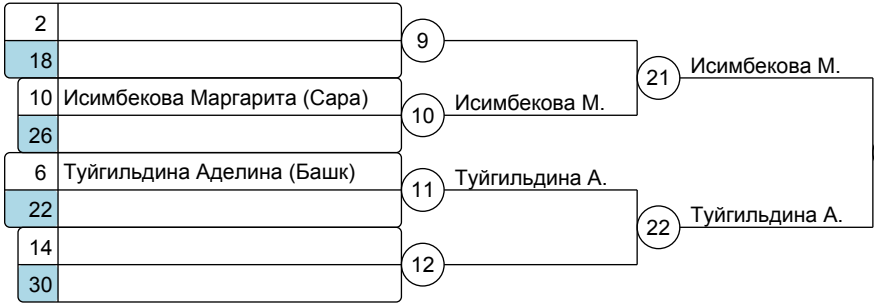 2
9
18
21 Исимбекова М.
10 Исимбекова Маргарита (Сара)
10 Исимбекова М.
26
6 Туйгильдина Аделина (Башк)
11 Туйгильдина А.
22
22 Туйгильдина А.
14
12
30